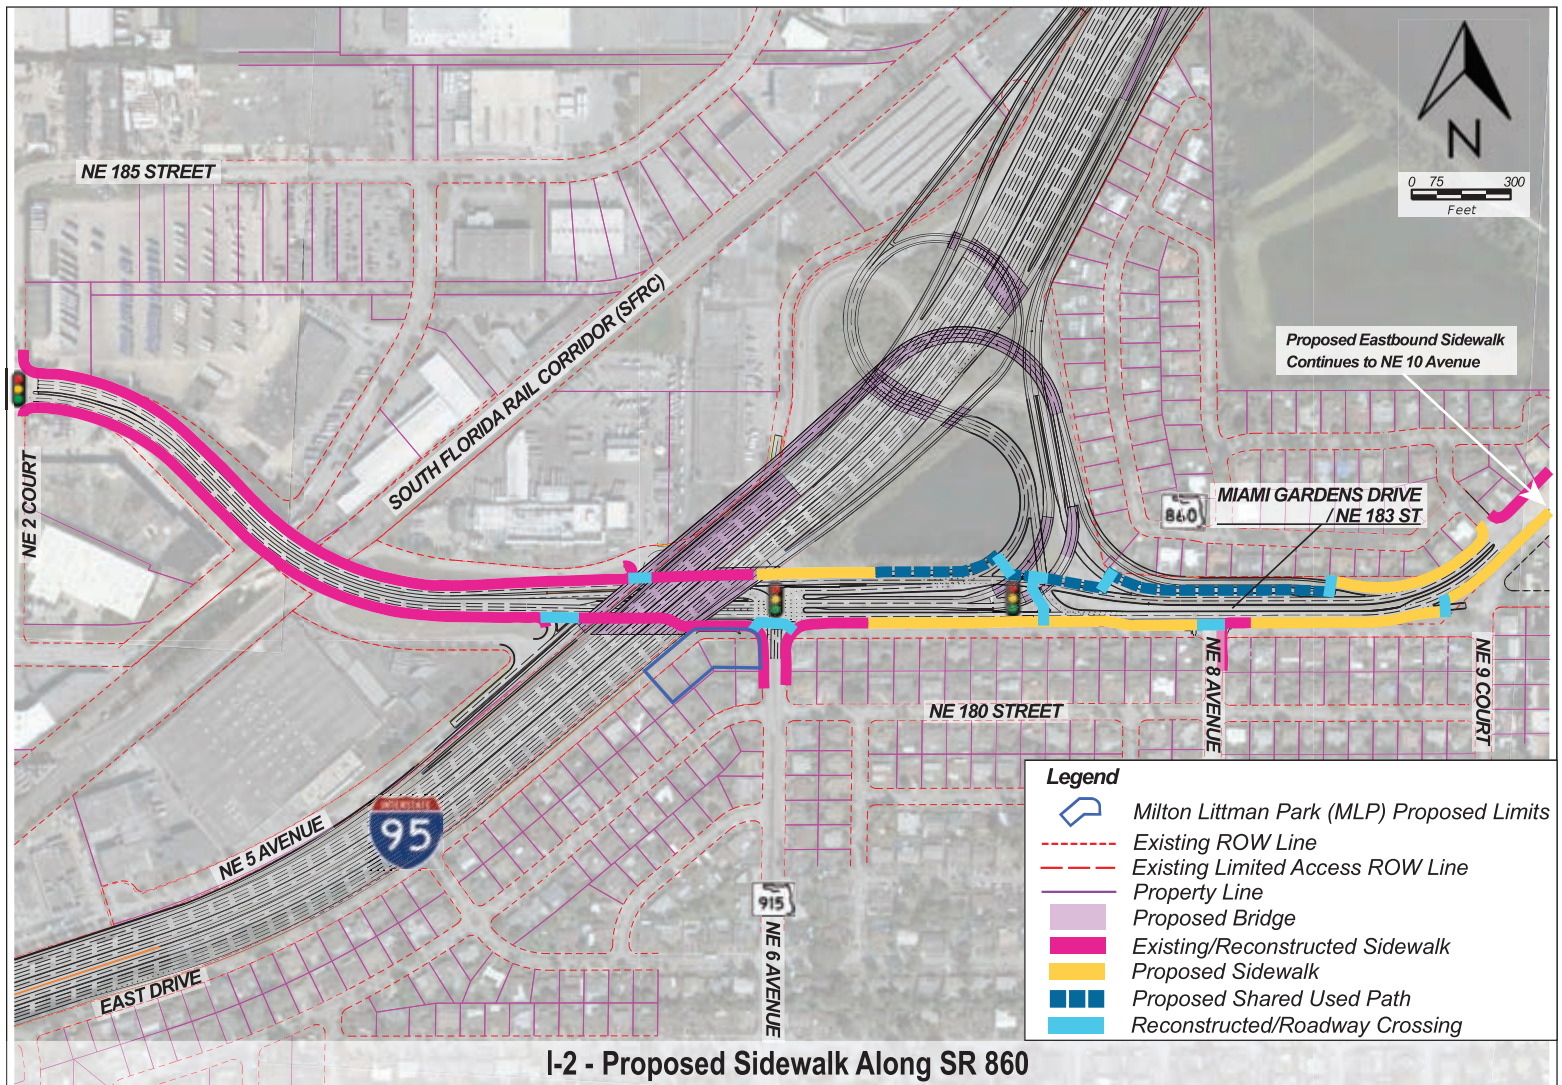 NE 185 STREET
N
0 75 300
Feet
SOUTH FLORIDA RAIL CORRIDOR (SFRC)
Proposed Eastbound Sidewalk
Continues to NE 10 Avenue
NE 2 COURT
860
MIAMI GARDENS DRIVE
/ NE 183 ST
NE 180 STREET
NE 8 AVENUE
NE 9 COURT
INTERSTATE
95
NE 5 AVENUE
EAST DRIVE
915
NE 6 AVENUE
Legend
Milton Littman Park (MLP) Proposed Limits
Existing ROW Line
Existing Limited Access ROW Line
Property Line
Proposed Bridge
Existing/Reconstructed Sidewalk
Proposed Sidewalk
Proposed Shared Used Path
Reconstructed/Roadway Crossing
I-2 - Proposed Sidewalk Along SR 860